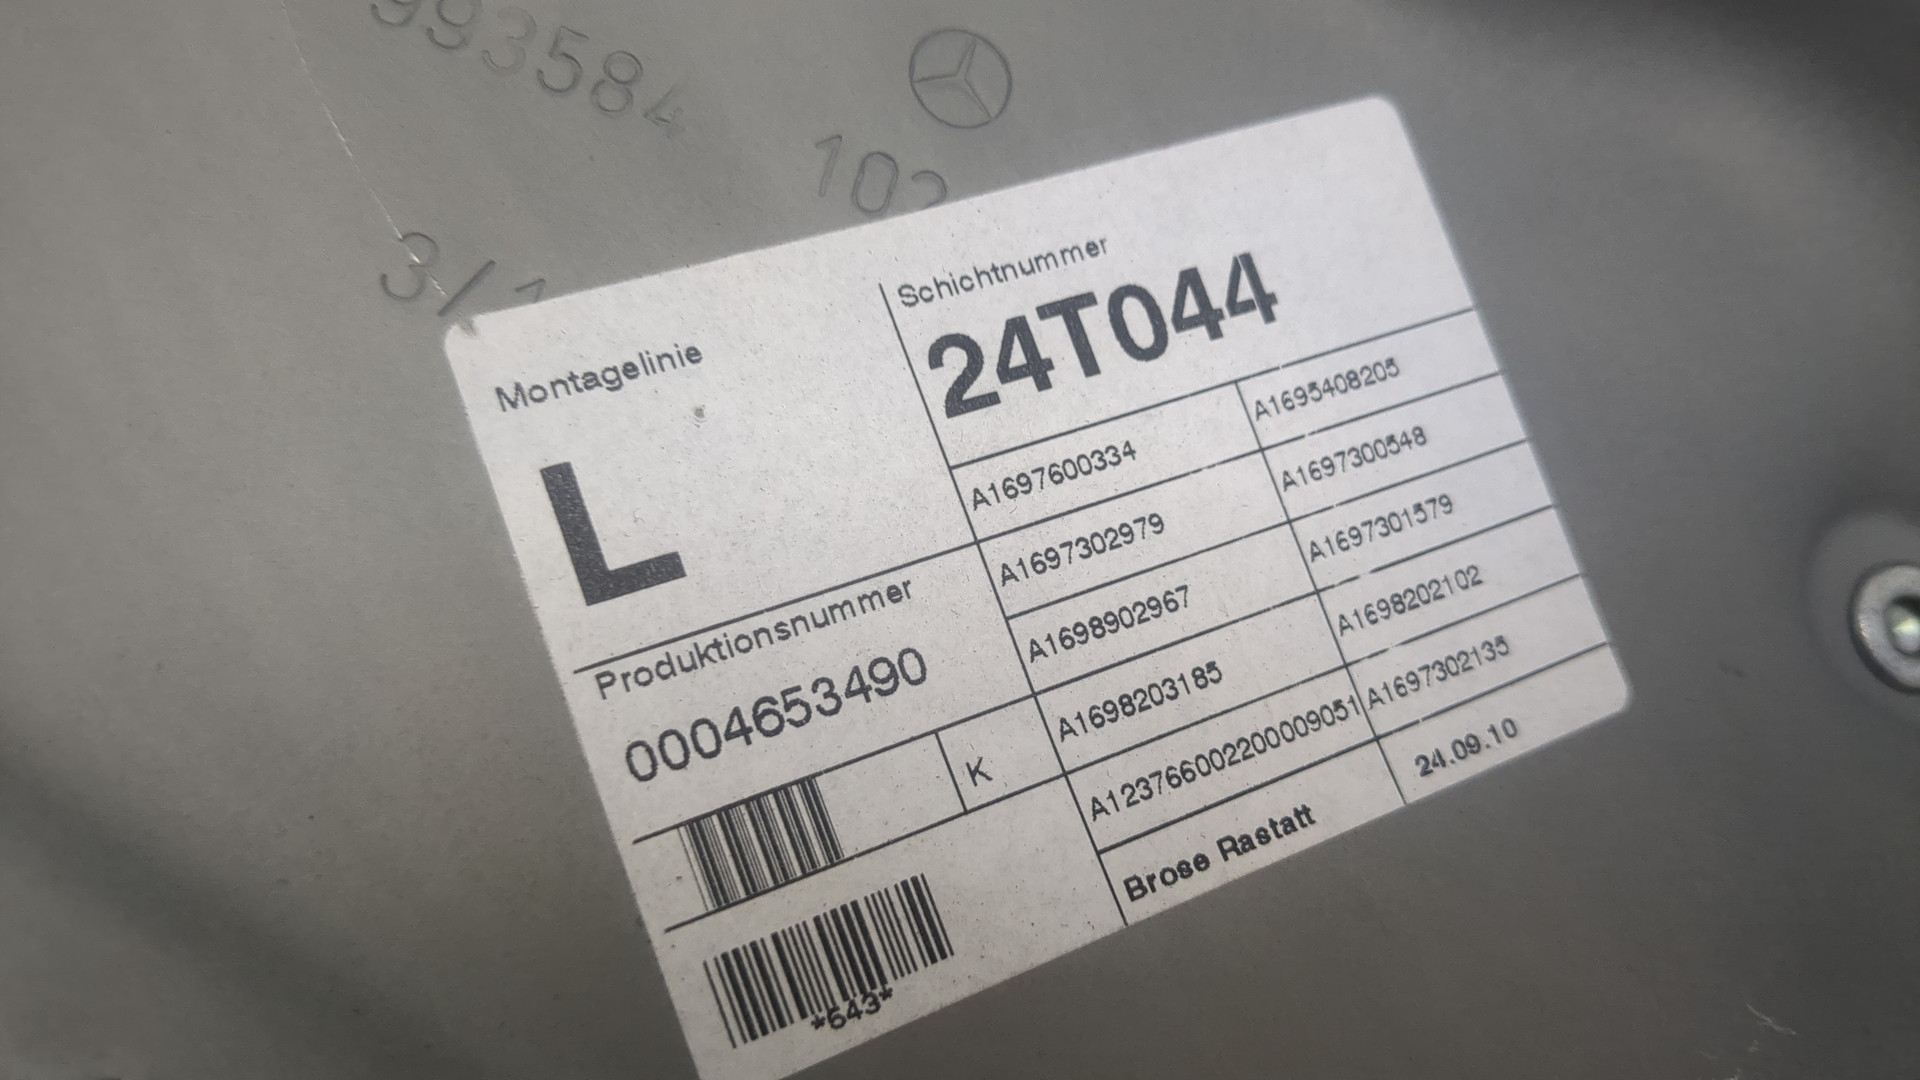 993584
102
3/1
Montagelinie
L
Schichtnummer
24T044
A1697600334
A1695408205
A1697302979
A1697300548
A1698902967
A1697301579
A1698203185
A1698202102
A123766002200009051
A1697302135
Produktionsnummer
0004653490
K
*643*
Brose Rastatt
24.09.10